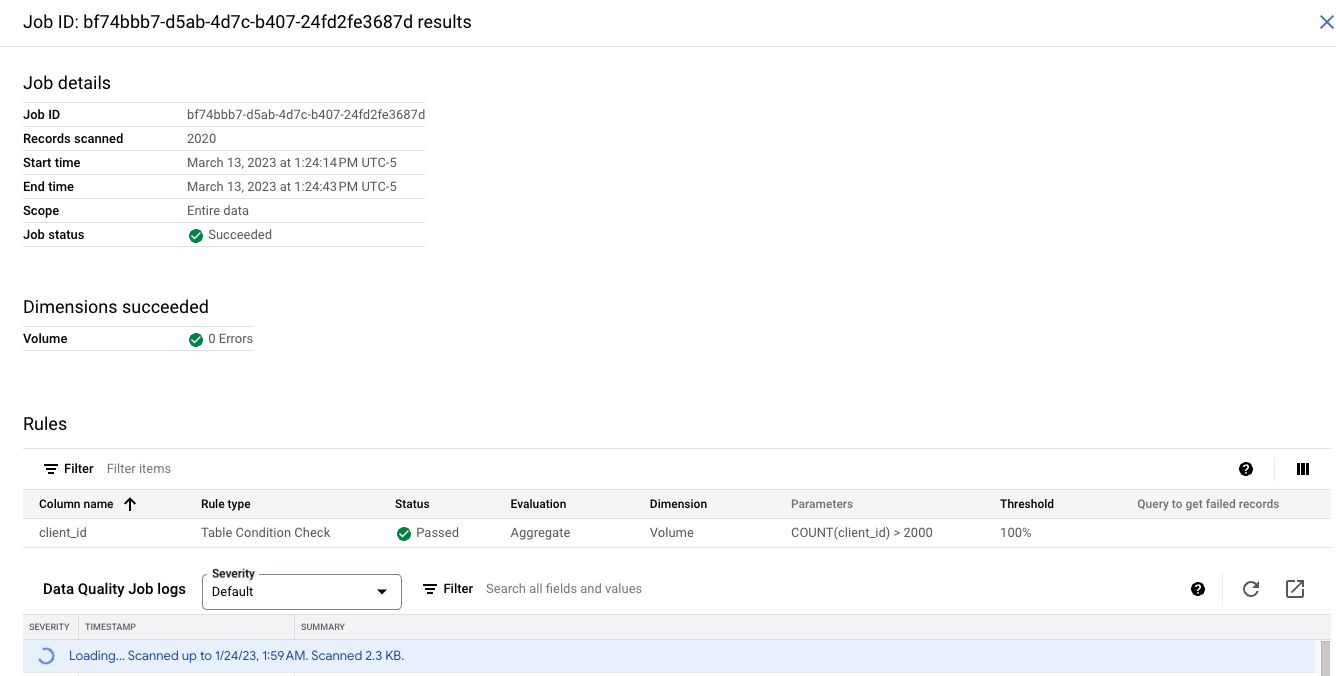 Job ID: bf74bbb7-d5ab-4d7c-b407-24fd2fe3687d results
Job details
Job ID bf74bbb7-d5ab-4d7c-b407-24fd2fe3687d
Records scanned 2020
Start time March 13, 2023 at 1:24:14 PM UTC-5
End time March 13, 2023 at 1:24:43 PM UTC-5
Scope Entire data
Job status Succeeded
Dimensions succeeded
Volume 0 Errors
Rules
Filter Filter items
Column name Rule type Status Evaluation Dimension Parameters Threshold Query to get failed records
client_id Table Condition Check Passed Aggregate Volume COUNT(client_id) > 2000 100%
Severity
Data Quality Job logs Default Filter Search all fields and values
SEVERITY TIMESTAMP SUMMARY
Loading... Scanned up to 1/24/23, 1:59 AM. Scanned 2.3 KB.